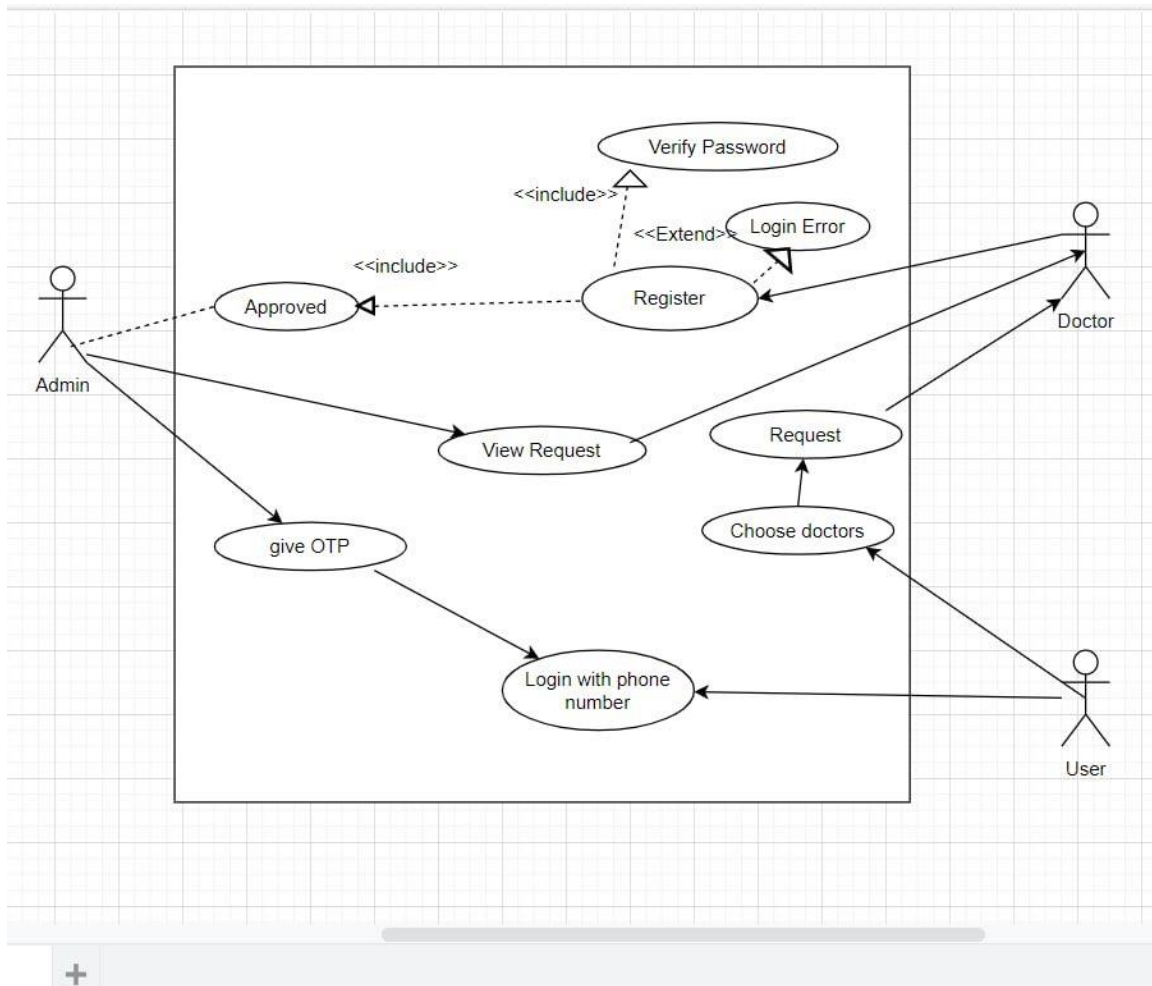 Verify Password
<<include>>
Login Error
<<Extend>>
<<include>>
Register
Approved
Doctor
Admin
Request
View Request
Choose doctors
give OTP
Login with phone
number
User
+